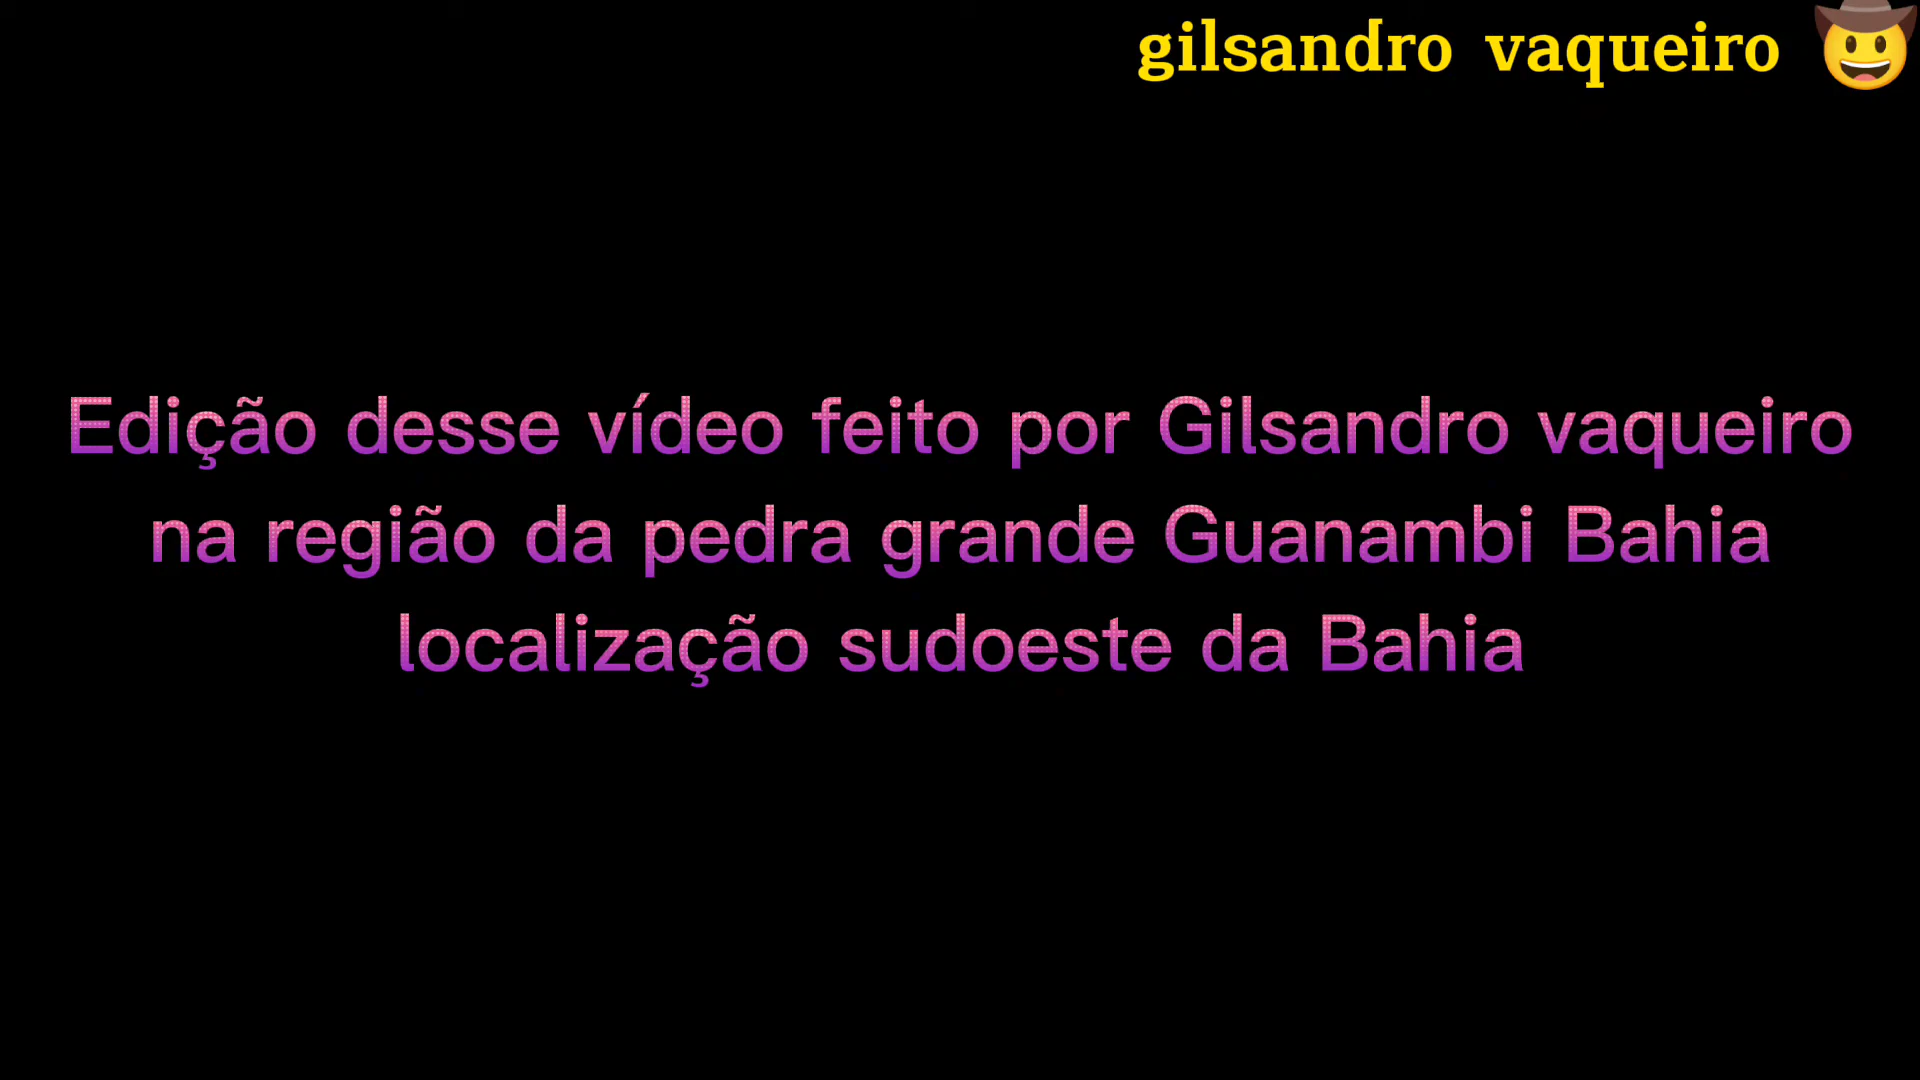 gilsandro vaqueiro 🤠
Edição desse vídeo feito por Gilsandro vaqueiro
na região da pedra grande Guanambi Bahia
localização sudoeste da Bahia